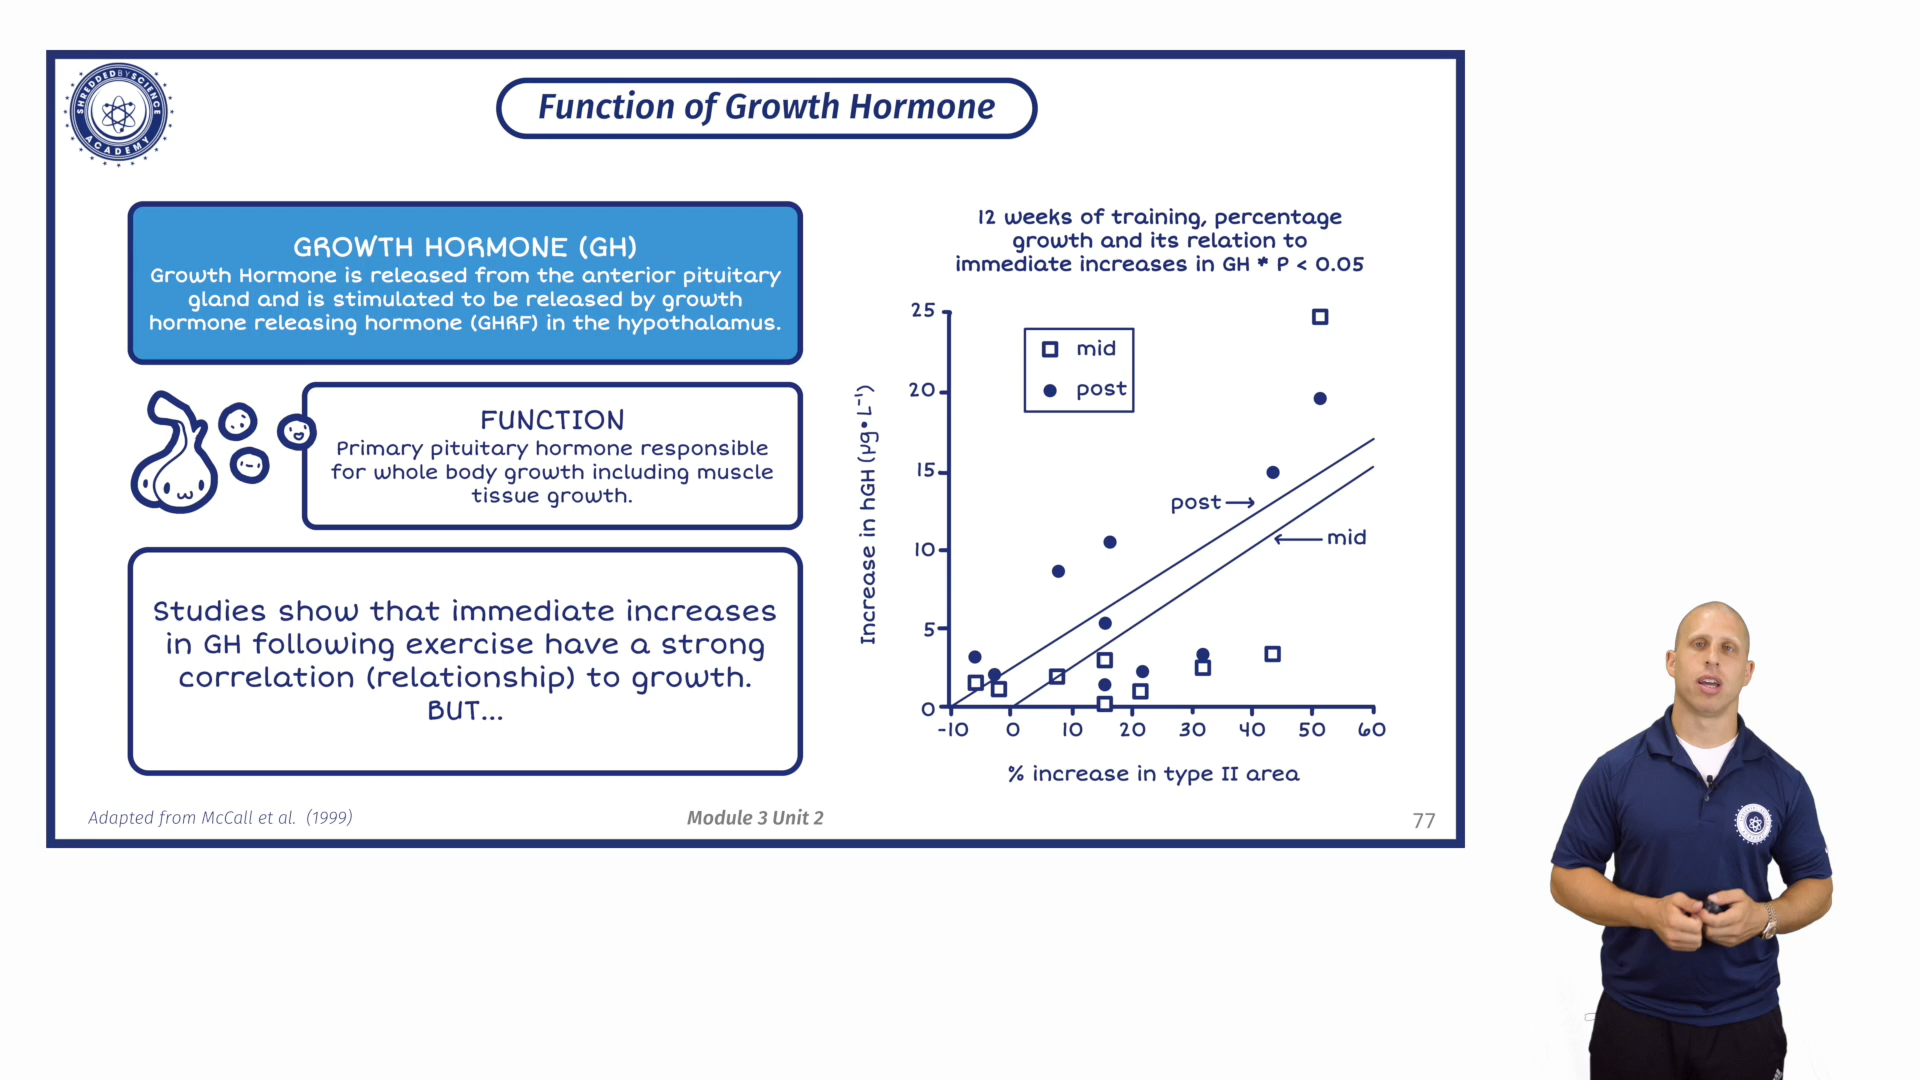 SHREDDEDBYSCIENCE
ACADEMY
Function of Growth Hormone
GROWTH HORMONE (GH)
Growth Hormone is released from the anterior pituitary
gland and is stimulated to be released by growth
hormone releasing hormone (GHRF) in the hypothalamus.
FUNCTION
Primary pituitary hormone responsible
for whole body growth including muscle
tissue growth.
Studies show that immediate increases
in GH following exercise have a strong
correlation (relationship) to growth.
BUT...
12 weeks of training, percentage
growth and its relation to
immediate increases in GH * P < 0.05
Increase in hGH (μg• L⁻¹)
25
20
15
10
5
0
mid
post
post
mid
-10 0 10 20 30 40 50 60
% increase in type II area
Adapted from McCall et al. (1999)
Module 3 Unit 2
77